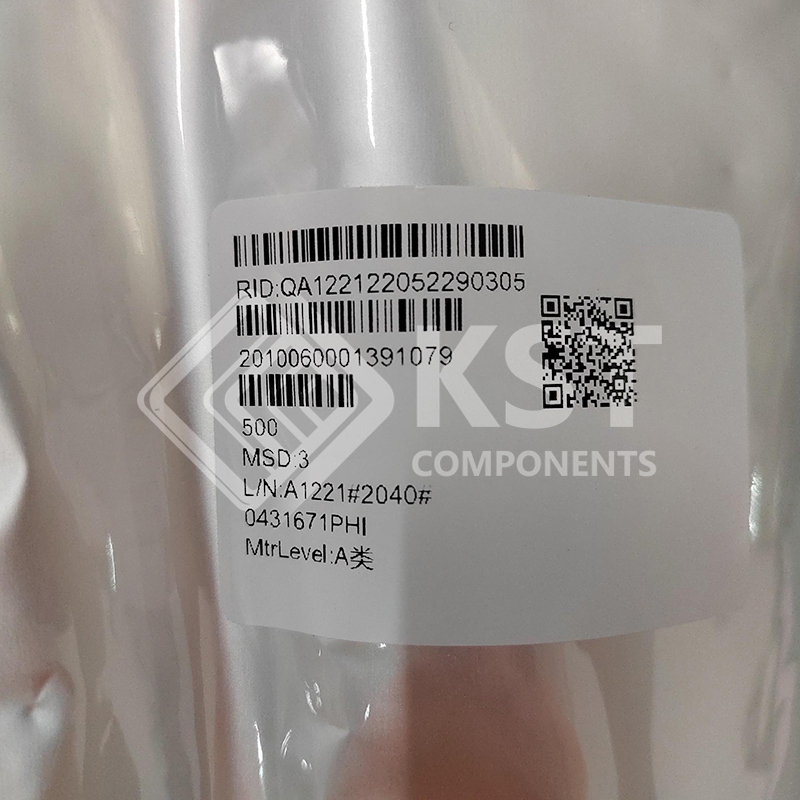 RID:QA122122052290305
2010060001391079
500
MSD:3
L/N:A1221#2040#
0431671PHI
MtrLevel:A类
KST
COMPONENTS